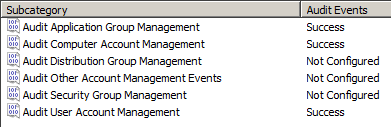 Subcategory Audit Events
Audit Application Group Management Success
Audit Computer Account Management Success
Audit Distribution Group Management Not Configured
Audit Other Account Management Events Not Configured
Audit Security Group Management Not Configured
Audit User Account Management Success